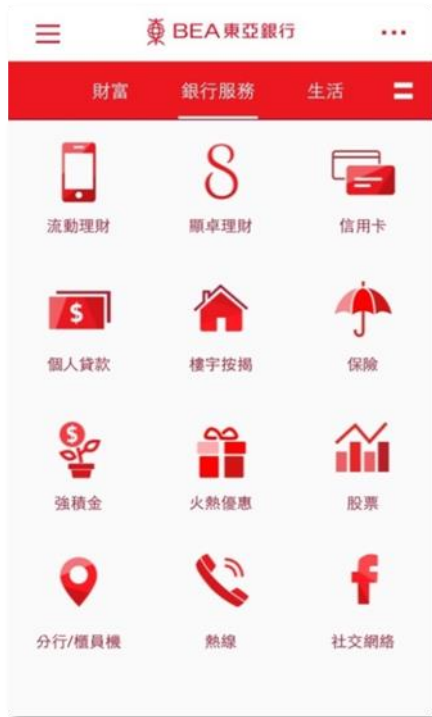 BEA東亞銀行
財富 銀行服務 生活
流動理財 顯卓理財 信用卡
$
個人貸款 樓宇按揭 保險
$
強積金 火熱優惠 股票
分行/櫃員機 熱線 社交網絡